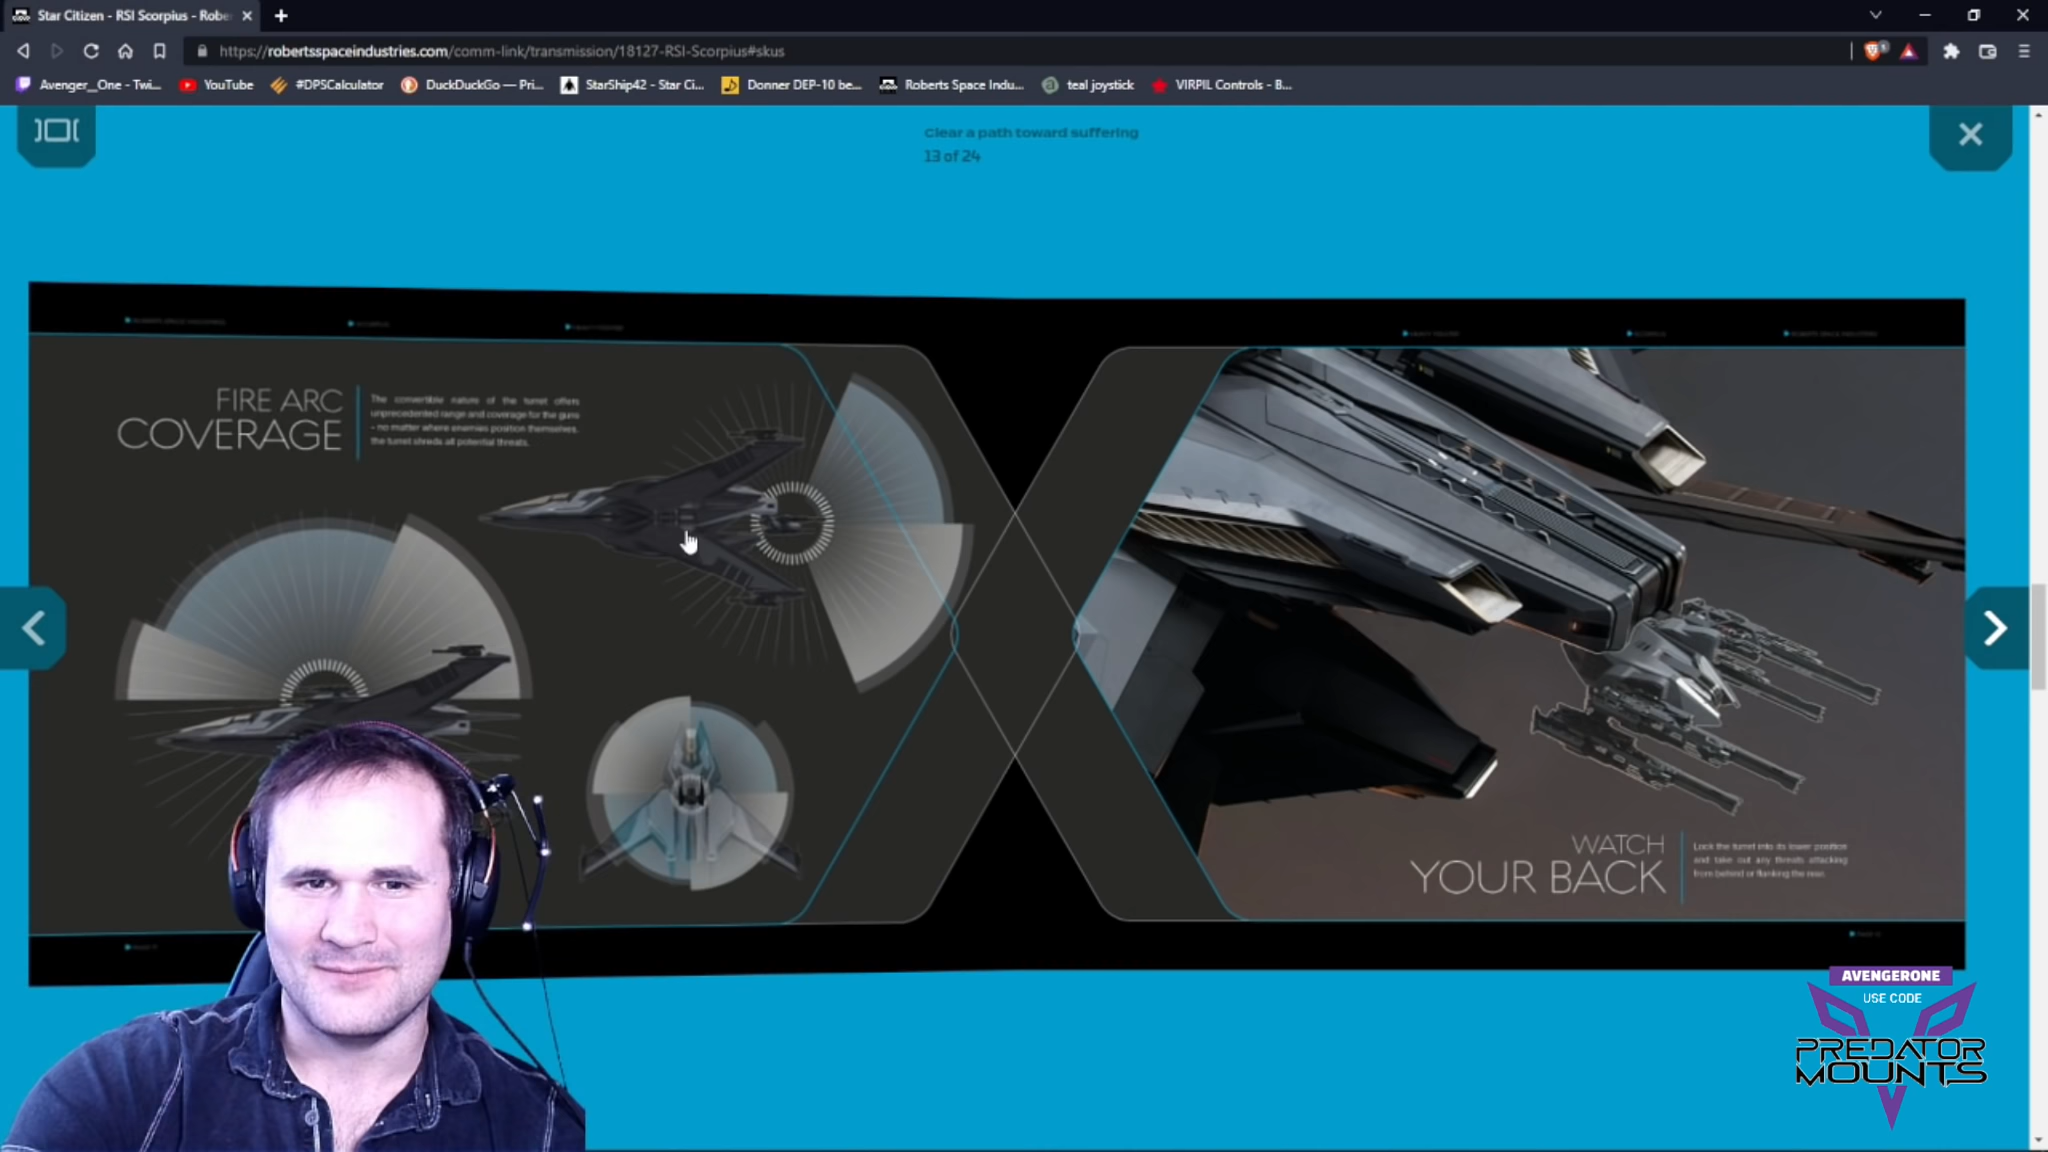 Star Citizen - RSI Scorpius - Robe
https://robertsspaceindustries.com/comm-link/transmission/18127-RSI-Scorpius#skus
Avenger__One - Twi...
YouTube
#DPSCalculator
DuckDuckGo — Pri...
StarShip42 - Star Ci...
Donner DEP-10 be...
Roberts Space Indu...
teal joystick
VIRPIL Controls - B...
Clear a path toward suffering
13 of 24
FIRE ARC
COVERAGE
The convertible nature of the turret offers
unprecedented range and coverage for the guns
– no matter where enemies position themselves,
the turret shreds all potential threats.
WATCH
YOUR BACK
Lock the turret into its lower position
and take out any threats attacking
from behind or flanking the rear.
AVENGERONE
USE CODE
PREDATOR
MOUNTS